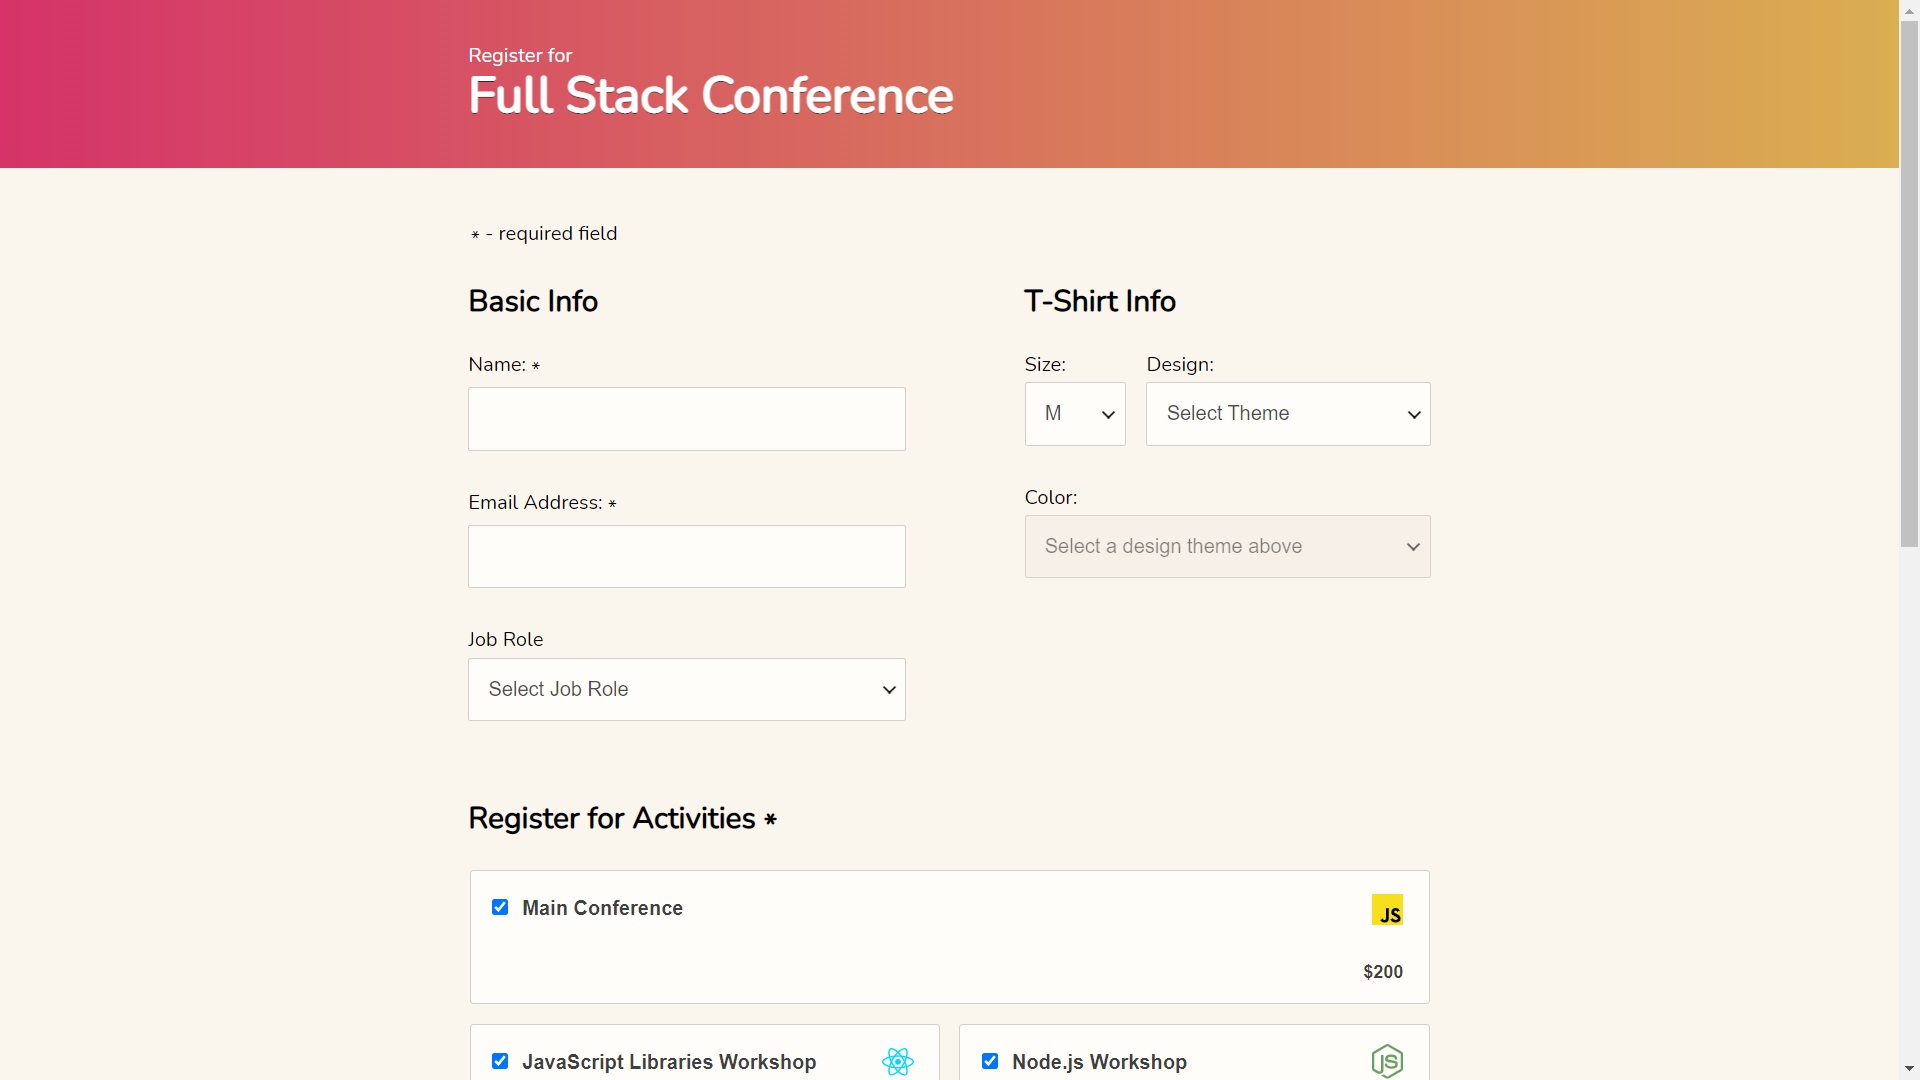 Register for
Full Stack Conference
* - required field
Basic Info
Name: *
Email Address: *
Job Role
Select Job Role
T-Shirt Info
Size:
Design:
M
Select Theme
Color:
Select a design theme above
Register for Activities *
Main Conference
JS
$200
JavaScript Libraries Workshop
Node.js Workshop
JS